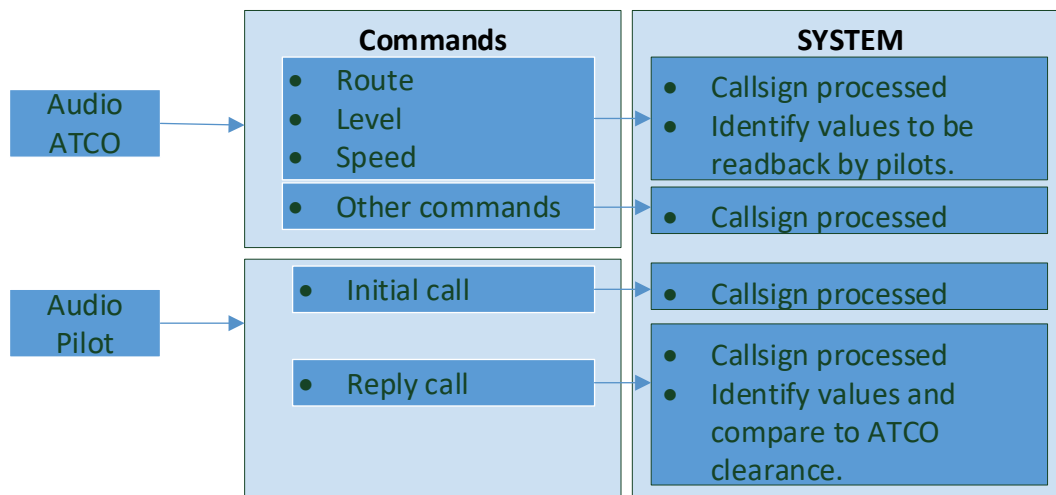 Commands
SYSTEM
Audio
ATCO
• Route
• Level
• Speed
• Callsign processed
• Identify values to be
readback by pilots.
• Other commands
• Callsign processed
Audio
Pilot
• Initial call
• Callsign processed
• Reply call
• Callsign processed
• Identify values and
compare to ATCO
clearance.